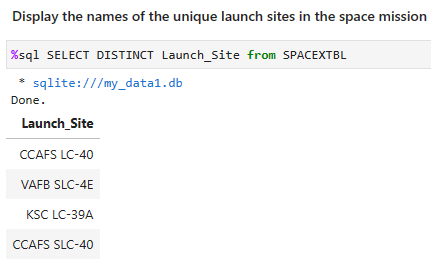 Display the names of the unique launch sites in the space mission
%sql SELECT DISTINCT Launch_Site from SPACEXTBL
* sqlite:///my_data1.db
Done.
Launch_Site
CCAFS LC-40
VAFB SLC-4E
KSC LC-39A
CCAFS SLC-40